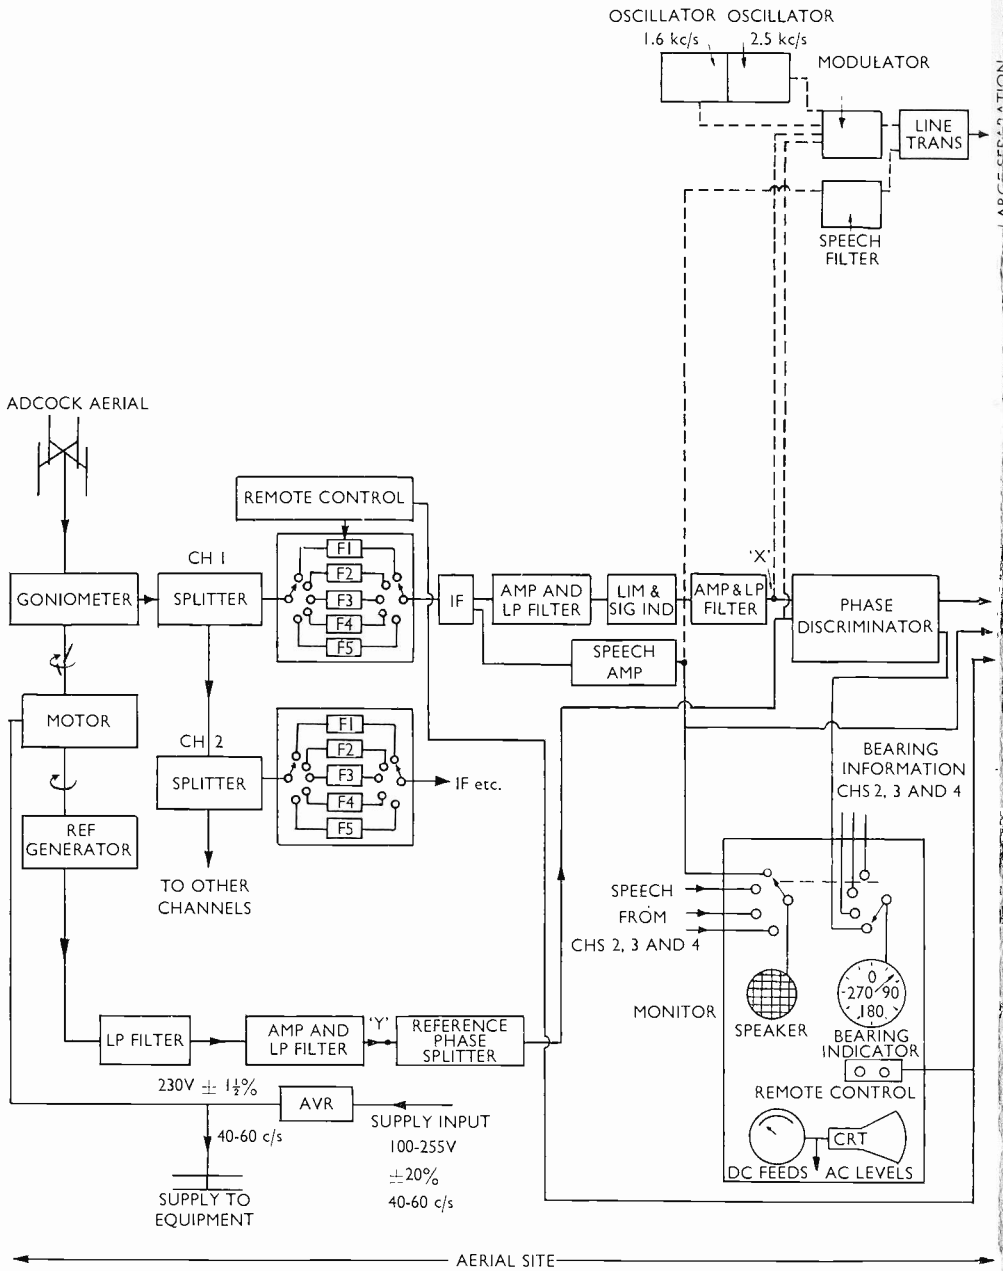 OSCILLATOR OSCILLATOR
1.6 kc/s 2.5 kc/s
MODULATOR
LINE
TRANS
SPEECH
FILTER
ADCOCK AERIAL
REMOTE CONTROL
CH 1
GONIOMETER
SPLITTER
F1
F2
F3
F4
F5
IF
AMP AND
LP FILTER
LIM &
SIG IND
AMP & LP
FILTER
'X'
PHASE
DISCRIMINATOR
SPEECH
AMP
MOTOR
CH 2
SPLITTER
F1
F2
F3
F4
F5
IF etc.
BEARING
INFORMATION
CHS 2, 3 AND 4
REF
GENERATOR
TO OTHER
CHANNELS
SPEECH
FROM
CHS 2, 3 AND 4
MONITOR
SPEAKER
0
270 90
180
BEARING
INDICATOR
REMOTE CONTROL
LP FILTER
AMP AND
LP FILTER
'Y'
REFERENCE
PHASE
SPLITTER
230V ± 1½%
AVR
SUPPLY INPUT
100-255V
±20%
40-60 c/s
40-60 c/s
CRT
DC FEEDS
AC LEVELS
SUPPLY TO
EQUIPMENT
AERIAL SITE